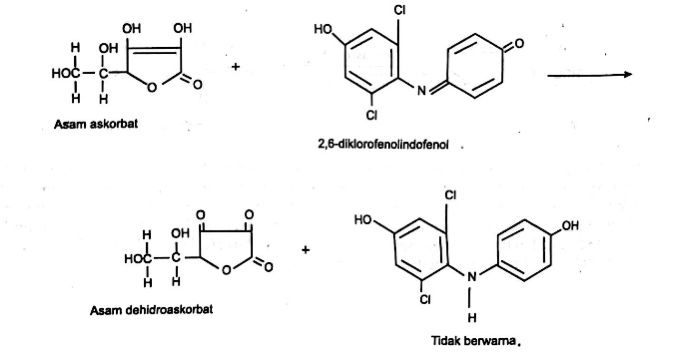 Cl
OH OH HO
H OH O
HOC C
O O N
H H
Cl
+
Asam askorbat
2,6-diklorofenolindofenol
Cl
O O HO
H OH OH
HOC C
O O N
H H Cl
H
+
Asam dehidroaskorbat
Tidak berwarna.